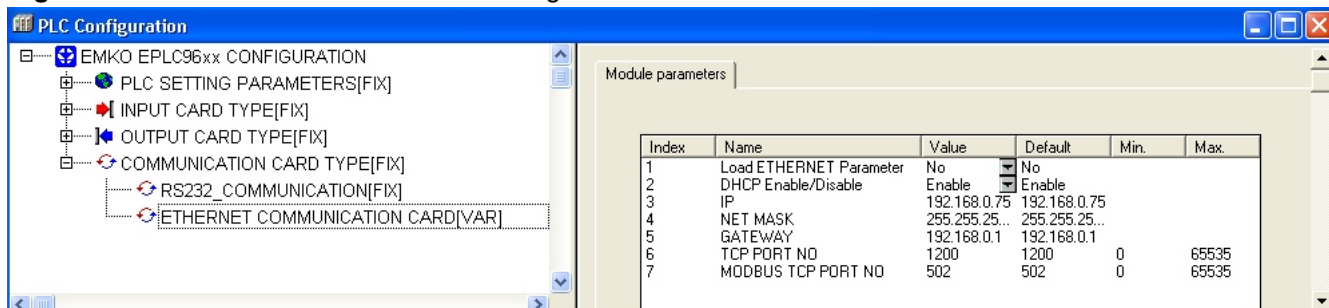 PLC Configuration
EMKO EPLC96xx CONFIGURATION
PLC SETTING PARAMETERS[FIX]
INPUT CARD TYPE[FIX]
OUTPUT CARD TYPE[FIX]
COMMUNICATION CARD TYPE[FIX]
RS232_COMMUNICATION[FIX]
ETHERNET COMMUNICATION CARD[VAR]
Module parameters
Index Name Value Default Min. Max.
1 Load ETHERNET Parameter No No
2 DHCP Enable/Disable Enable Enable
3 IP 192.168.0.75 192.168.0.75
4 NET MASK 255.255.25... 255.255.25...
5 GATEWAY 192.168.0.1 192.168.0.1
6 TCP PORT NO 1200 1200 0 65535
7 MODBUS TCP PORT NO 502 502 0 65535